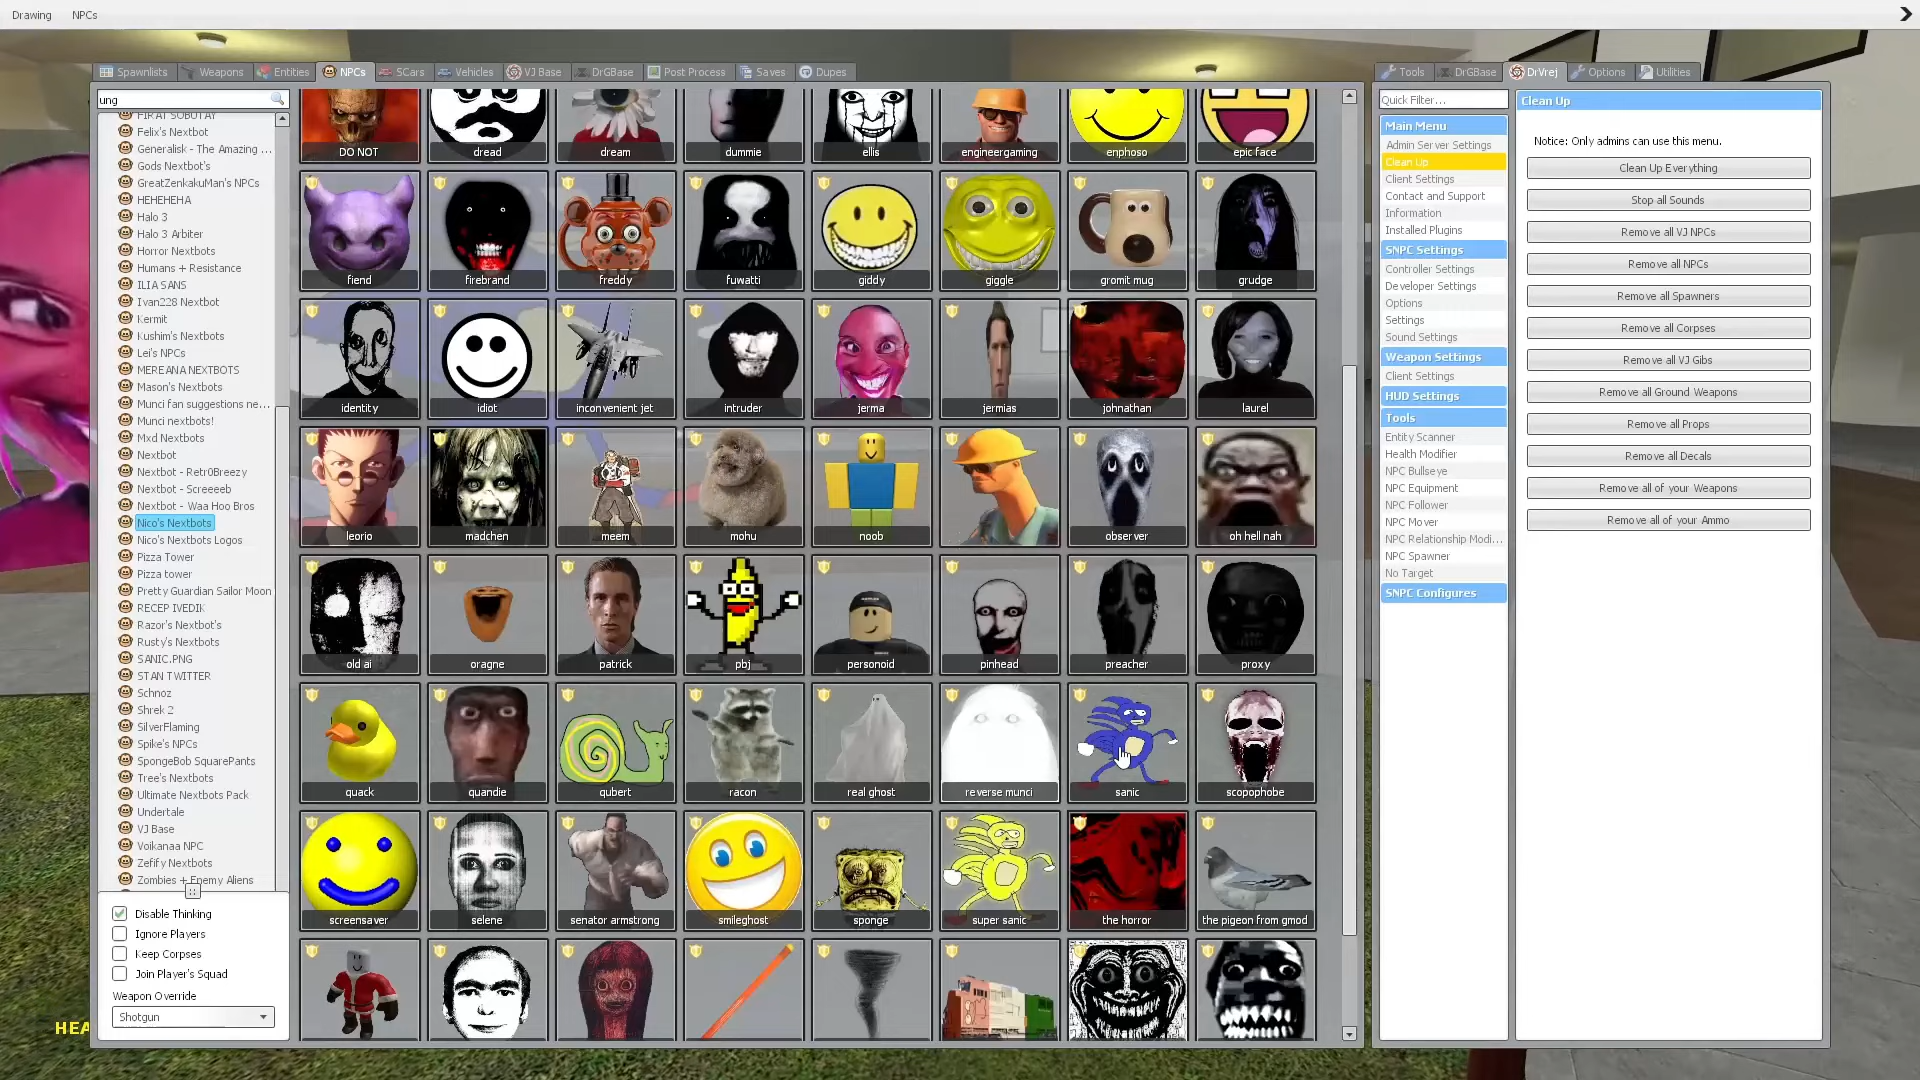 Drawing NPCs
Spawnlists Weapons Entities NPCs SCars Vehicles VJ Base DrGBase Post Process Saves Dupes
ung
FIRAT SOBUTAY
Felix's Nextbot
Generalisk - The Amazing ...
Gods Nextbot's
GreatZenkakuMan's NPCs
HEHEHEHA
Halo 3
Halo 3 Arbiter
Horror Nextbots
Humans + Resistance
ILIA SANS
Ivan228 Nextbot
Kermit
Kushim's Nextbots
Lei's NPCs
MEREANA NEXTBOTS
Mason's Nextbots
Munci fan suggestions ne...
Munci nextbots!
Mxd Nextbots
Nextbot
Nextbot - Retr0Breezy
Nextbot - Screeeeb
Nextbot - Waa Hoo Bros
Nico's Nextbots
Nico's Nextbots Logos
Pizza Tower
Pizza tower
Pretty Guardian Sailor Moon
RECEP IVEDIK
Razor's Nextbot's
Rusty's Nextbots
SANIC.PNG
STAN TWITTER
Schnoz
Shrek 2
SilverFlaming
Spike's NPCs
SpongeBob SquarePants
Tree's Nextbots
Ultimate Nextbots Pack
Undertale
VJ Base
Voikanaa NPC
Zefify Nextbots
Zombies + Enemy Aliens
Disable Thinking
Ignore Players
Keep Corpses
Join Player's Squad
Weapon Override
Shotgun
HEA
DO NOT dread dream dummie ellis engineergaming enphoso epic face
fiend firebrand freddy fuwatti giddy giggle gromit mug grudge
identity idiot inconvenient jet intruder jerma jermias johnathan laurel
leorio madchen meem mohu noob observer oh hell nah
old ai oragne patrick pbj personoid pinhead preacher proxy
quack quandie qubert racon real ghost reverse munci sanic scopophobe
screensaver selene senator armstrong smileghost sponge super sanic the horror the pigeon from gmod
Tools DrGBase DrVrej Options Utilities
Quick Filter...
Main Menu
Admin Server Settings
Clean Up
Client Settings
Contact and Support
Information
Installed Plugins
SNPC Settings
Controller Settings
Developer Settings
Options
Settings
Sound Settings
Weapon Settings
Client Settings
HUD Settings
Tools
Entity Scanner
Health Modifier
NPC Bullseye
NPC Equipment
NPC Follower
NPC Mover
NPC Relationship Modi...
NPC Spawner
No Target
SNPC Configures
Clean Up
Notice: Only admins can use this menu.
Clean Up Everything
Stop all Sounds
Remove all VJ NPCs
Remove all NPCs
Remove all Spawners
Remove all Corpses
Remove all VJ Gibs
Remove all Ground Weapons
Remove all Props
Remove all Decals
Remove all of your Weapons
Remove all of your Ammo